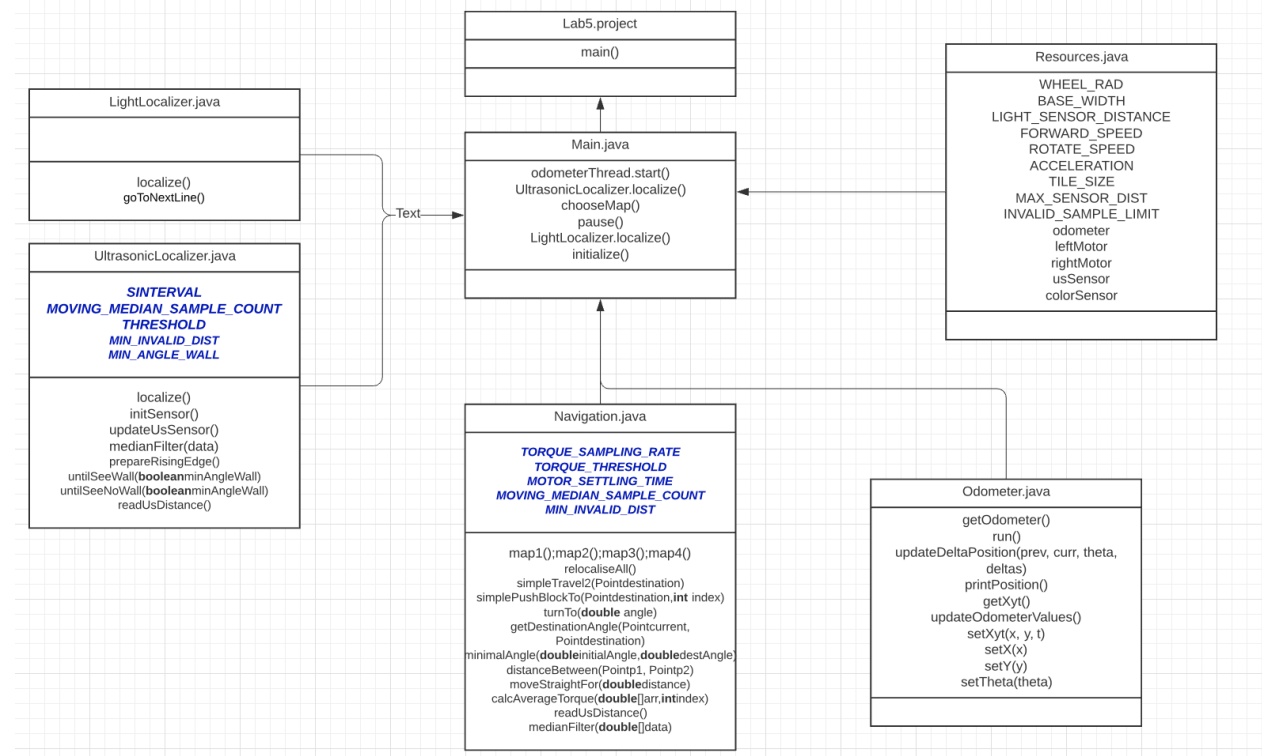 Lab5.project
main()
LightLocalizer.java
localize()
goToNextLine()
UltrasonicLocalizer.java
SINTERVAL
MOVING_MEDIAN_SAMPLE_COUNT
THRESHOLD
MIN_INVALID_DIST
MIN_ANGLE_WALL
localize()
initSensor()
updateUsSensor()
medianFilter(data)
prepareRisingEdge()
untilSeeWall(booleanminAngleWall)
untilSeeNoWall(booleanminAngleWall)
readUsDistance()
Text
Main.java
odometerThread.start()
UltrasonicLocalizer.localize()
chooseMap()
pause()
LightLocalizer.localize()
initialize()
Resources.java
WHEEL_RAD
BASE_WIDTH
LIGHT_SENSOR_DISTANCE
FORWARD_SPEED
ROTATE_SPEED
ACCELERATION
TILE_SIZE
MAX_SENSOR_DIST
INVALID_SAMPLE_LIMIT
odometer
leftMotor
rightMotor
usSensor
colorSensor
Navigation.java
TORQUE_SAMPLING_RATE
TORQUE_THRESHOLD
MOTOR_SETTLING_TIME
MOVING_MEDIAN_SAMPLE_COUNT
MIN_INVALID_DIST
map1();map2();map3();map4()
relocaliseAll()
simpleTravel2(Pointdestination)
simplePushBlockTo(Pointdestination,int index)
turnTo(double angle)
getDestinationAngle(Pointcurrent,
Pointdestination)
minimalAngle(doubleinitialAngle,doubledestAngle)
distanceBetween(Pointp1, Pointp2)
moveStraightFor(doubledistance)
calcAverageTorque(double[]arr,intindex)
readUsDistance()
medianFilter(double[]data)
Odometer.java
getOdometer()
run()
updateDeltaPosition(prev, curr, theta,
deltas)
printPosition()
getXyt()
updateOdometerValues()
setXyt(x, y, t)
setX(x)
setY(y)
setTheta(theta)